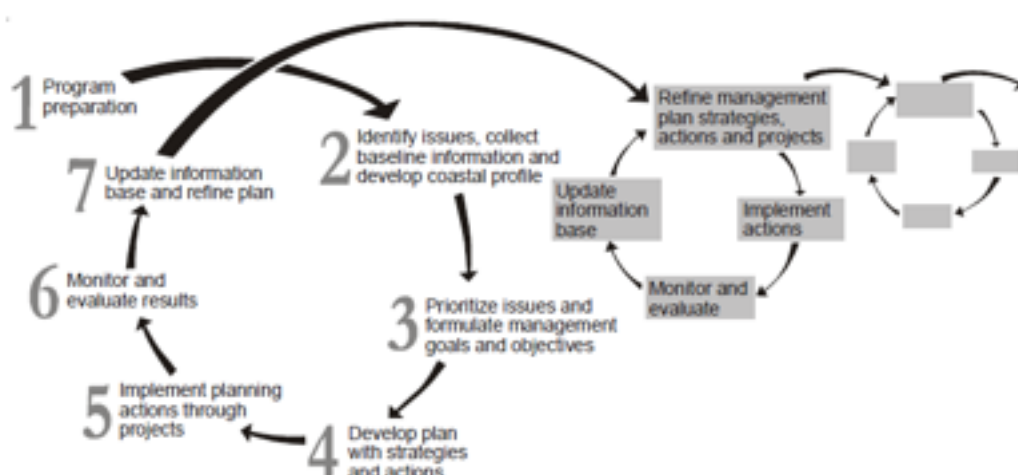 1 Program
preparation
2 Identify issues, collect
baseline information and
develop coastal profile
3 Prioritize issues and
formulate management
goals and objectives
4 Develop plan
with strategies
and actions
5 Implement planning
actions through
projects
6 Monitor and
evaluate results
7 Update information
base and refine plan
Refine management
plan strategies,
actions and projects
Implement
actions
Monitor and
evaluate
Update
information
base